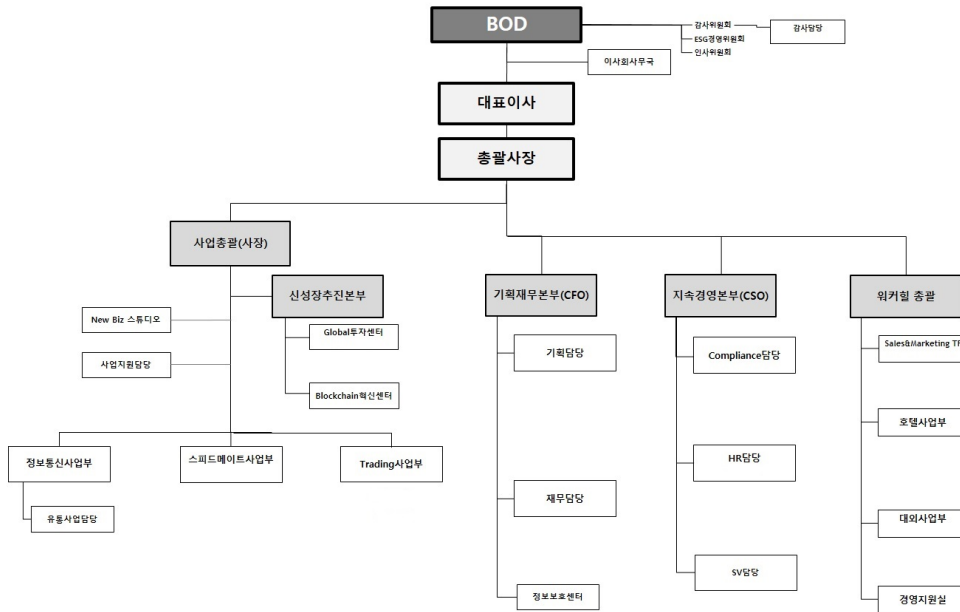 BOD
감사위원회
ESG경영위원회
인사위원회
감사담당
이사회사무국
대표이사
총괄사장
사업총괄(사장)
신성장추진본부
기획재무본부(CFO)
지속경영본부(CSO)
워커힐 총괄
New Biz 스튜디오
사업지원담당
Global투자센터
Blockchain혁신센터
정보통신사업부
스피드메이트사업부
Trading사업부
유통사업담당
기획담당
재무담당
정보보호센터
Compliance담당
HR담당
SV담당
Sales&Marketing TF
호텔사업부
대외사업부
경영지원실